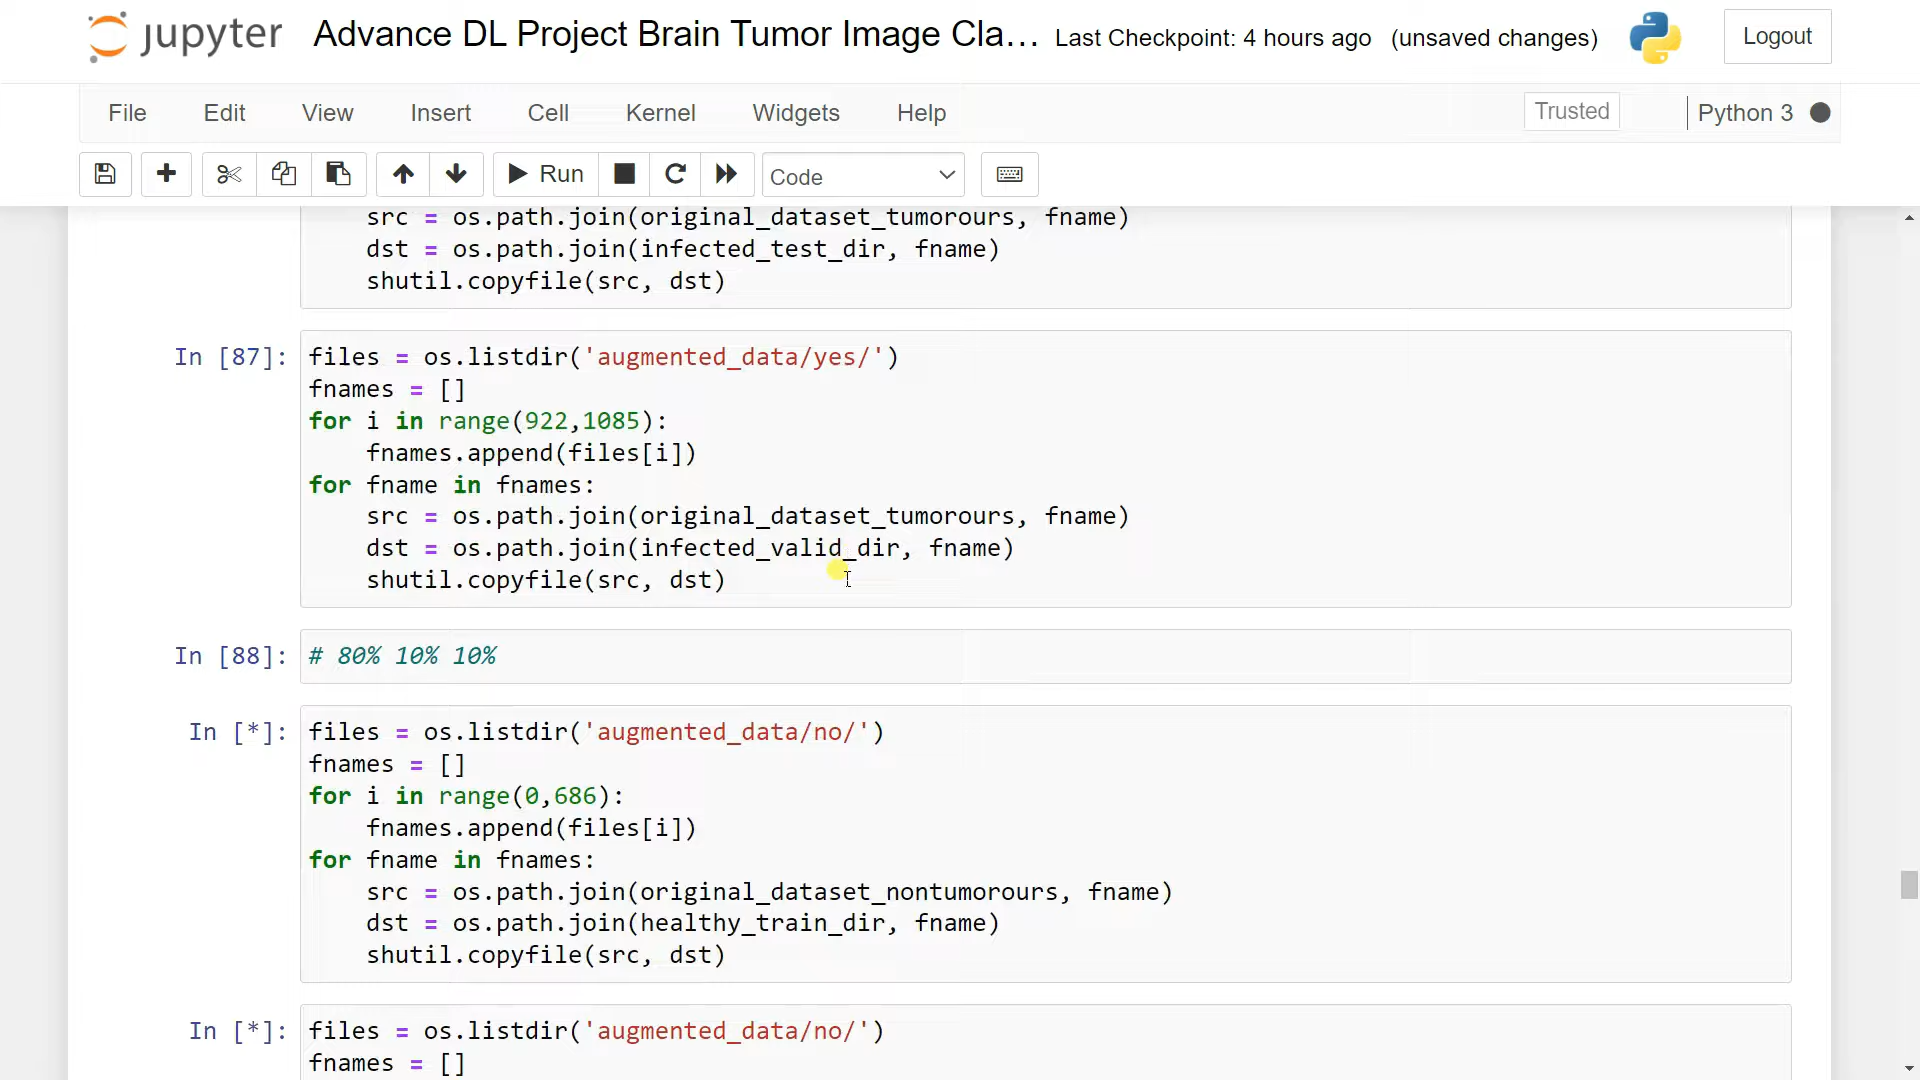 jupyter Advance DL Project Brain Tumor Image Cla... Last Checkpoint: 4 hours ago (unsaved changes) Logout
File Edit View Insert Cell Kernel Widgets Help Trusted Python 3
Run Code
src = os.path.join(original_dataset_tumorours, fname)
dst = os.path.join(infected_test_dir, fname)
shutil.copyfile(src, dst)
In [87]: files = os.listdir('augmented_data/yes/')
fnames = []
for i in range(922,1085):
fnames.append(files[i])
for fname in fnames:
src = os.path.join(original_dataset_tumorours, fname)
dst = os.path.join(infected_valid_dir, fname)
shutil.copyfile(src, dst)
In [88]: # 80% 10% 10%
In [*]: files = os.listdir('augmented_data/no/')
fnames = []
for i in range(0,686):
fnames.append(files[i])
for fname in fnames:
src = os.path.join(original_dataset_nontumorours, fname)
dst = os.path.join(healthy_train_dir, fname)
shutil.copyfile(src, dst)
In [*]: files = os.listdir('augmented_data/no/')
fnames = []